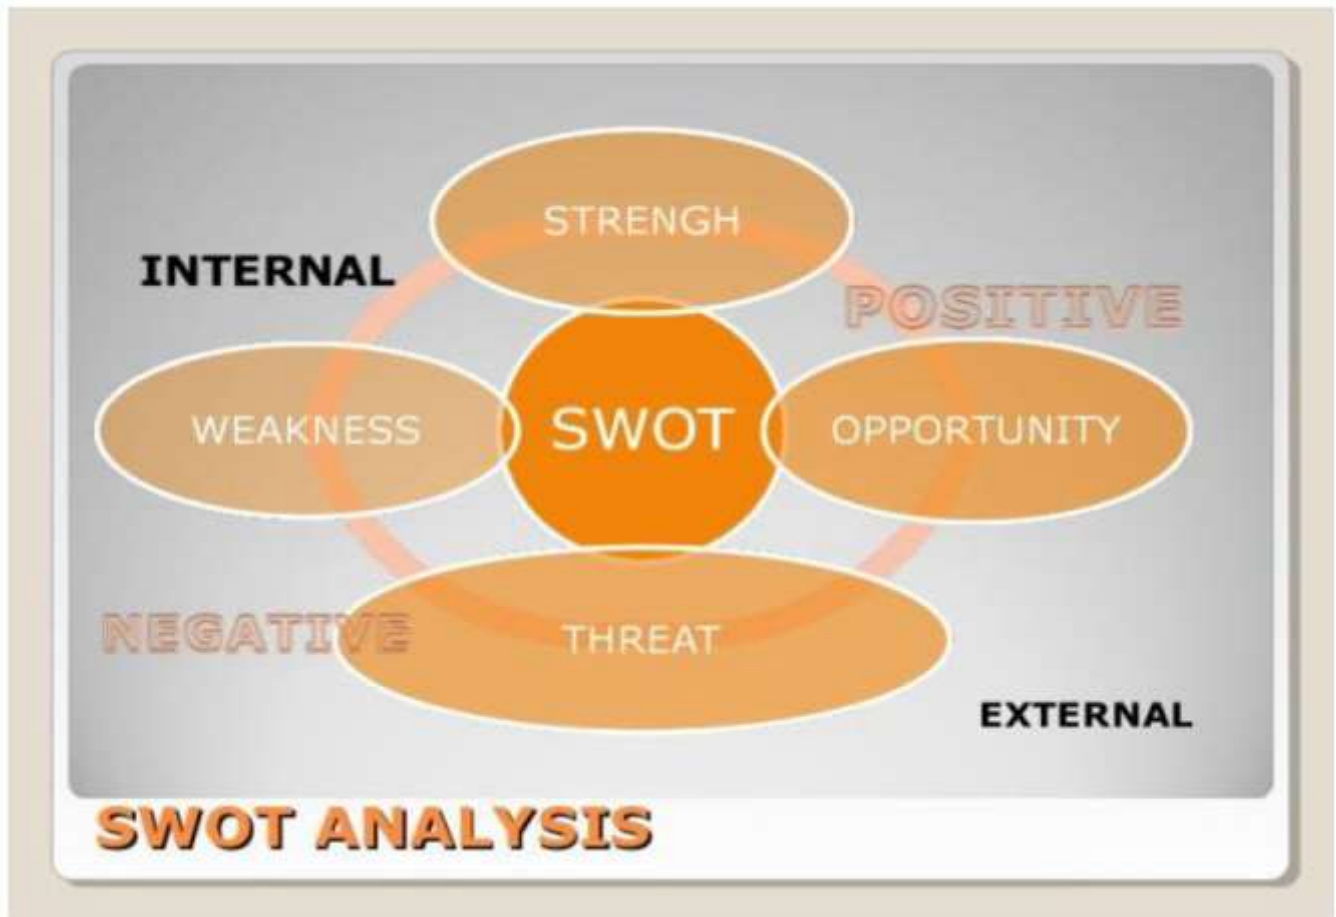 STRENGH
INTERNAL
POSITIVE
WEAKNESS
SWOT
OPPORTUNITY
NEGATIVE
THREAT
EXTERNAL
SWOT ANALYSIS